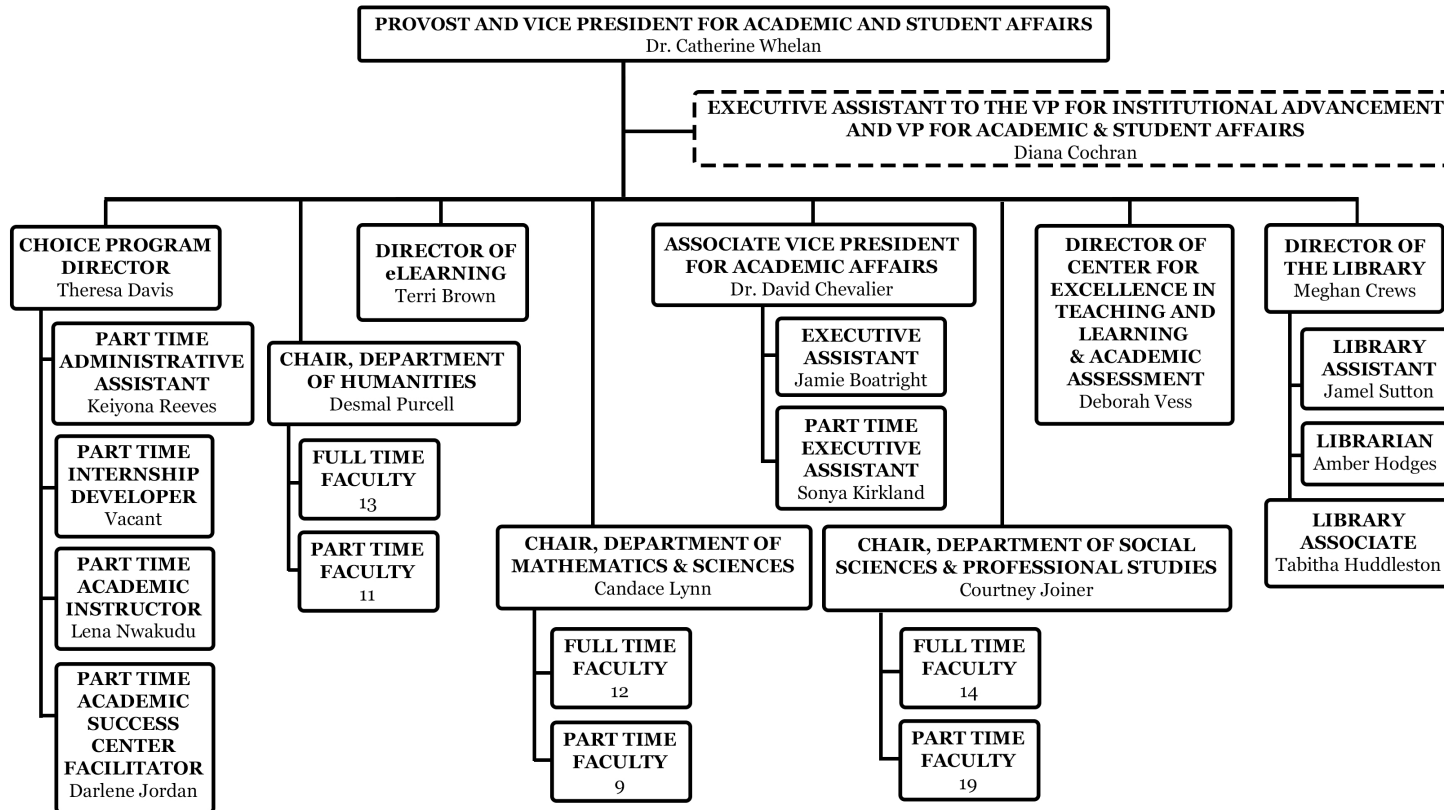 PROVOST AND VICE PRESIDENT FOR ACADEMIC AND STUDENT AFFAIRS
Dr. Catherine Whelan
EXECUTIVE ASSISTANT TO THE VP FOR INSTITUTIONAL ADVANCEMENT
AND VP FOR ACADEMIC & STUDENT AFFAIRS
Diana Cochran
CHOICE PROGRAM
DIRECTOR
Theresa Davis
PART TIME
ADMINISTRATIVE
ASSISTANT
Keiyona Reeves
PART TIME
INTERNSHIP
DEVELOPER
Vacant
PART TIME
ACADEMIC
INSTRUCTOR
Lena Nwakudu
PART TIME
ACADEMIC
SUCCESS
CENTER
FACILITATOR
Darlene Jordan
CHAIR, DEPARTMENT
OF HUMANITIES
Desmal Purcell
FULL TIME
FACULTY
13
PART TIME
FACULTY
11
DIRECTOR OF
eLEARNING
Terri Brown
CHAIR, DEPARTMENT OF
MATHEMATICS & SCIENCES
Candace Lynn
FULL TIME
FACULTY
12
PART TIME
FACULTY
9
ASSOCIATE VICE PRESIDENT
FOR ACADEMIC AFFAIRS
Dr. David Chevalier
EXECUTIVE
ASSISTANT
Jamie Boatright
PART TIME
EXECUTIVE
ASSISTANT
Sonya Kirkland
CHAIR, DEPARTMENT OF SOCIAL
SCIENCES & PROFESSIONAL STUDIES
Courtney Joiner
FULL TIME
FACULTY
14
PART TIME
FACULTY
19
DIRECTOR OF
CENTER FOR
EXCELLENCE IN
TEACHING AND
LEARNING
& ACADEMIC
ASSESSMENT
Deborah Vess
DIRECTOR OF
THE LIBRARY
Meghan Crews
LIBRARY
ASSISTANT
Jamel Sutton
LIBRARIAN
Amber Hodges
LIBRARY
ASSOCIATE
Tabitha Huddleston